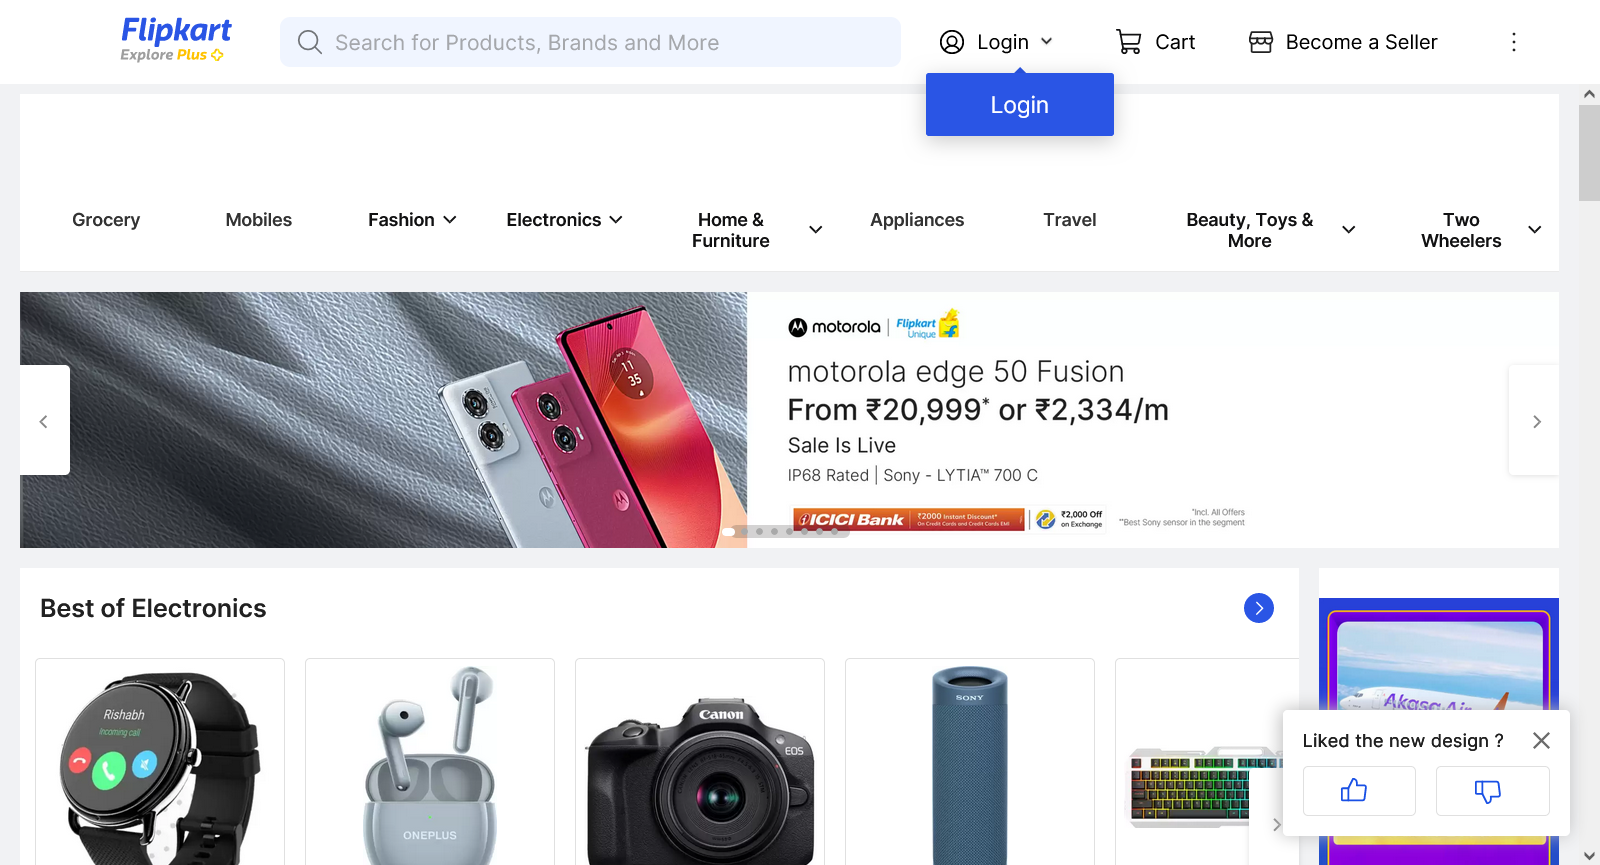 Flipkart
Explore Plus
Search for Products, Brands and More
Login
Cart
Become a Seller
Login
Grocery
Mobiles
Fashion
Electronics
Home &
Furniture
Appliances
Travel
Beauty, Toys &
More
Two
Wheelers
motorola
Flipkart
Unique
motorola edge 50 Fusion
From ₹20,999* or ₹2,334/m
Sale Is Live
IP68 Rated | Sony - LYTIA™ 700 C
ICICI Bank
₹2000 Instant Discount*
On Credit Cards and Credit Cards EMI
₹2,000 Off
on Exchange
*Incl. All Offers
**Best Sony sensor in the segment
11
35
Best of Electronics
Rishabh
Incoming call
ONEPLUS
Canon
EOS
SONY
Akasa Air
Liked the new design ?